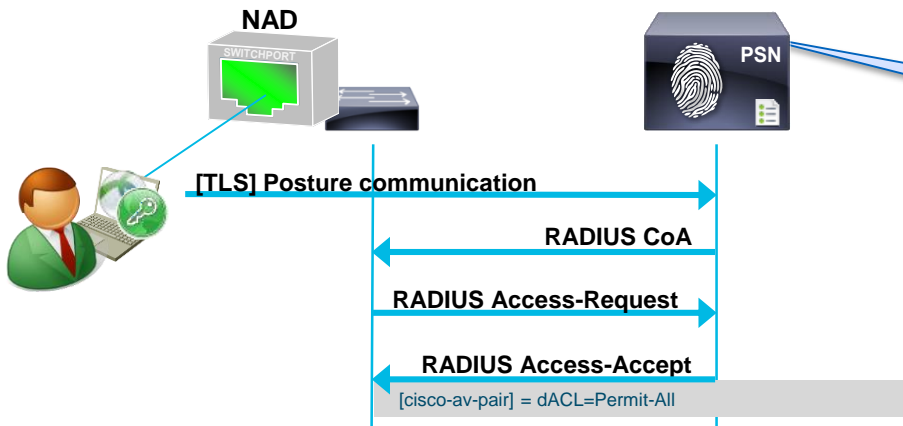 NAD
SWITCHPORT
PSN
[TLS] Posture communication
RADIUS CoA
RADIUS Access-Request
RADIUS Access-Accept
[cisco-av-pair] = dACL=Permit-All